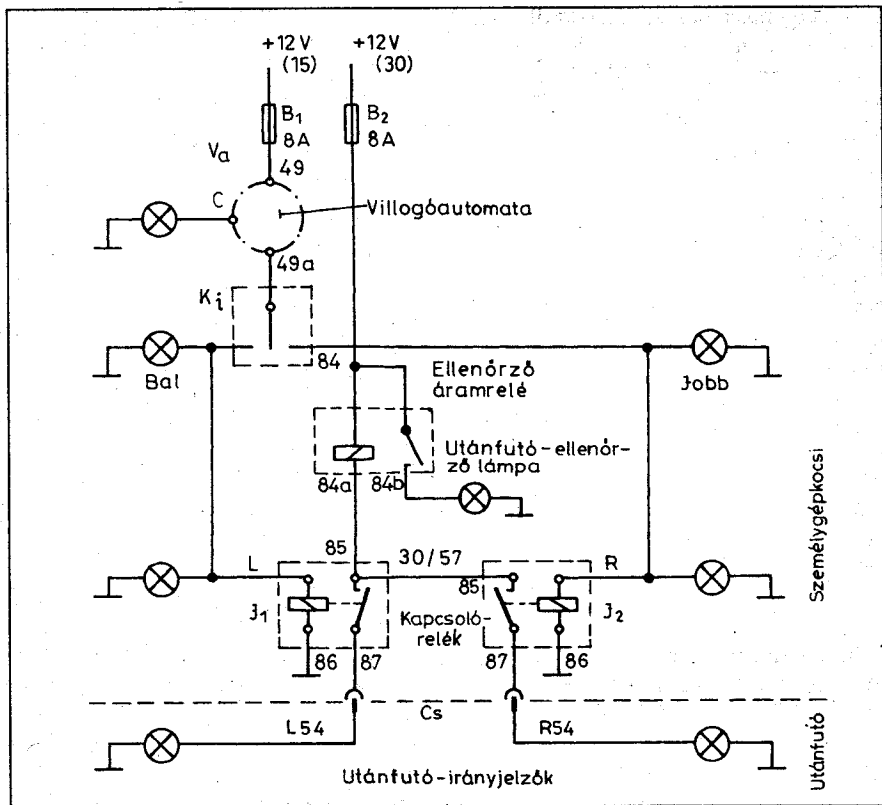 +12V +12V
(15) (30)
B1 B2
8A 8A
Va
49
C
Villogóautomata
49a
Ki
84
Bal
Ellenőrző
áramrelé
Jobb
Utánfutó-ellenőr-
ző lámpa
84a 84b
Személygépkocsi
L 85 30/57 85 R
J1 J2
Kapcsoló-
relék
86 87 87 86
Cs
L54 R54
Utánfutó-irányjelzők
Utánfutó